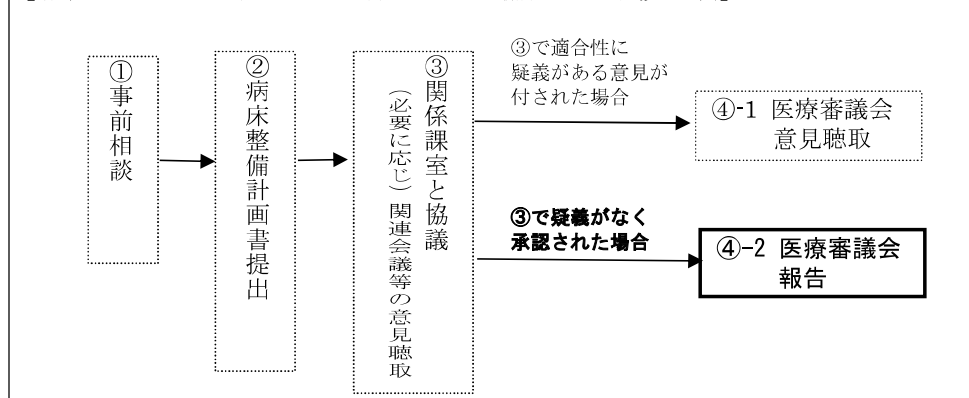 ①事前相談
②病床整備計画書提出
③関係課室と協議
（必要に応じ）関連会議等の意見聴取
③で適合性に
疑義がある意見が
付された場合
④-1 医療審議会
意見聴取
③で疑義がなく
承認された場合
④-2 医療審議会
報告